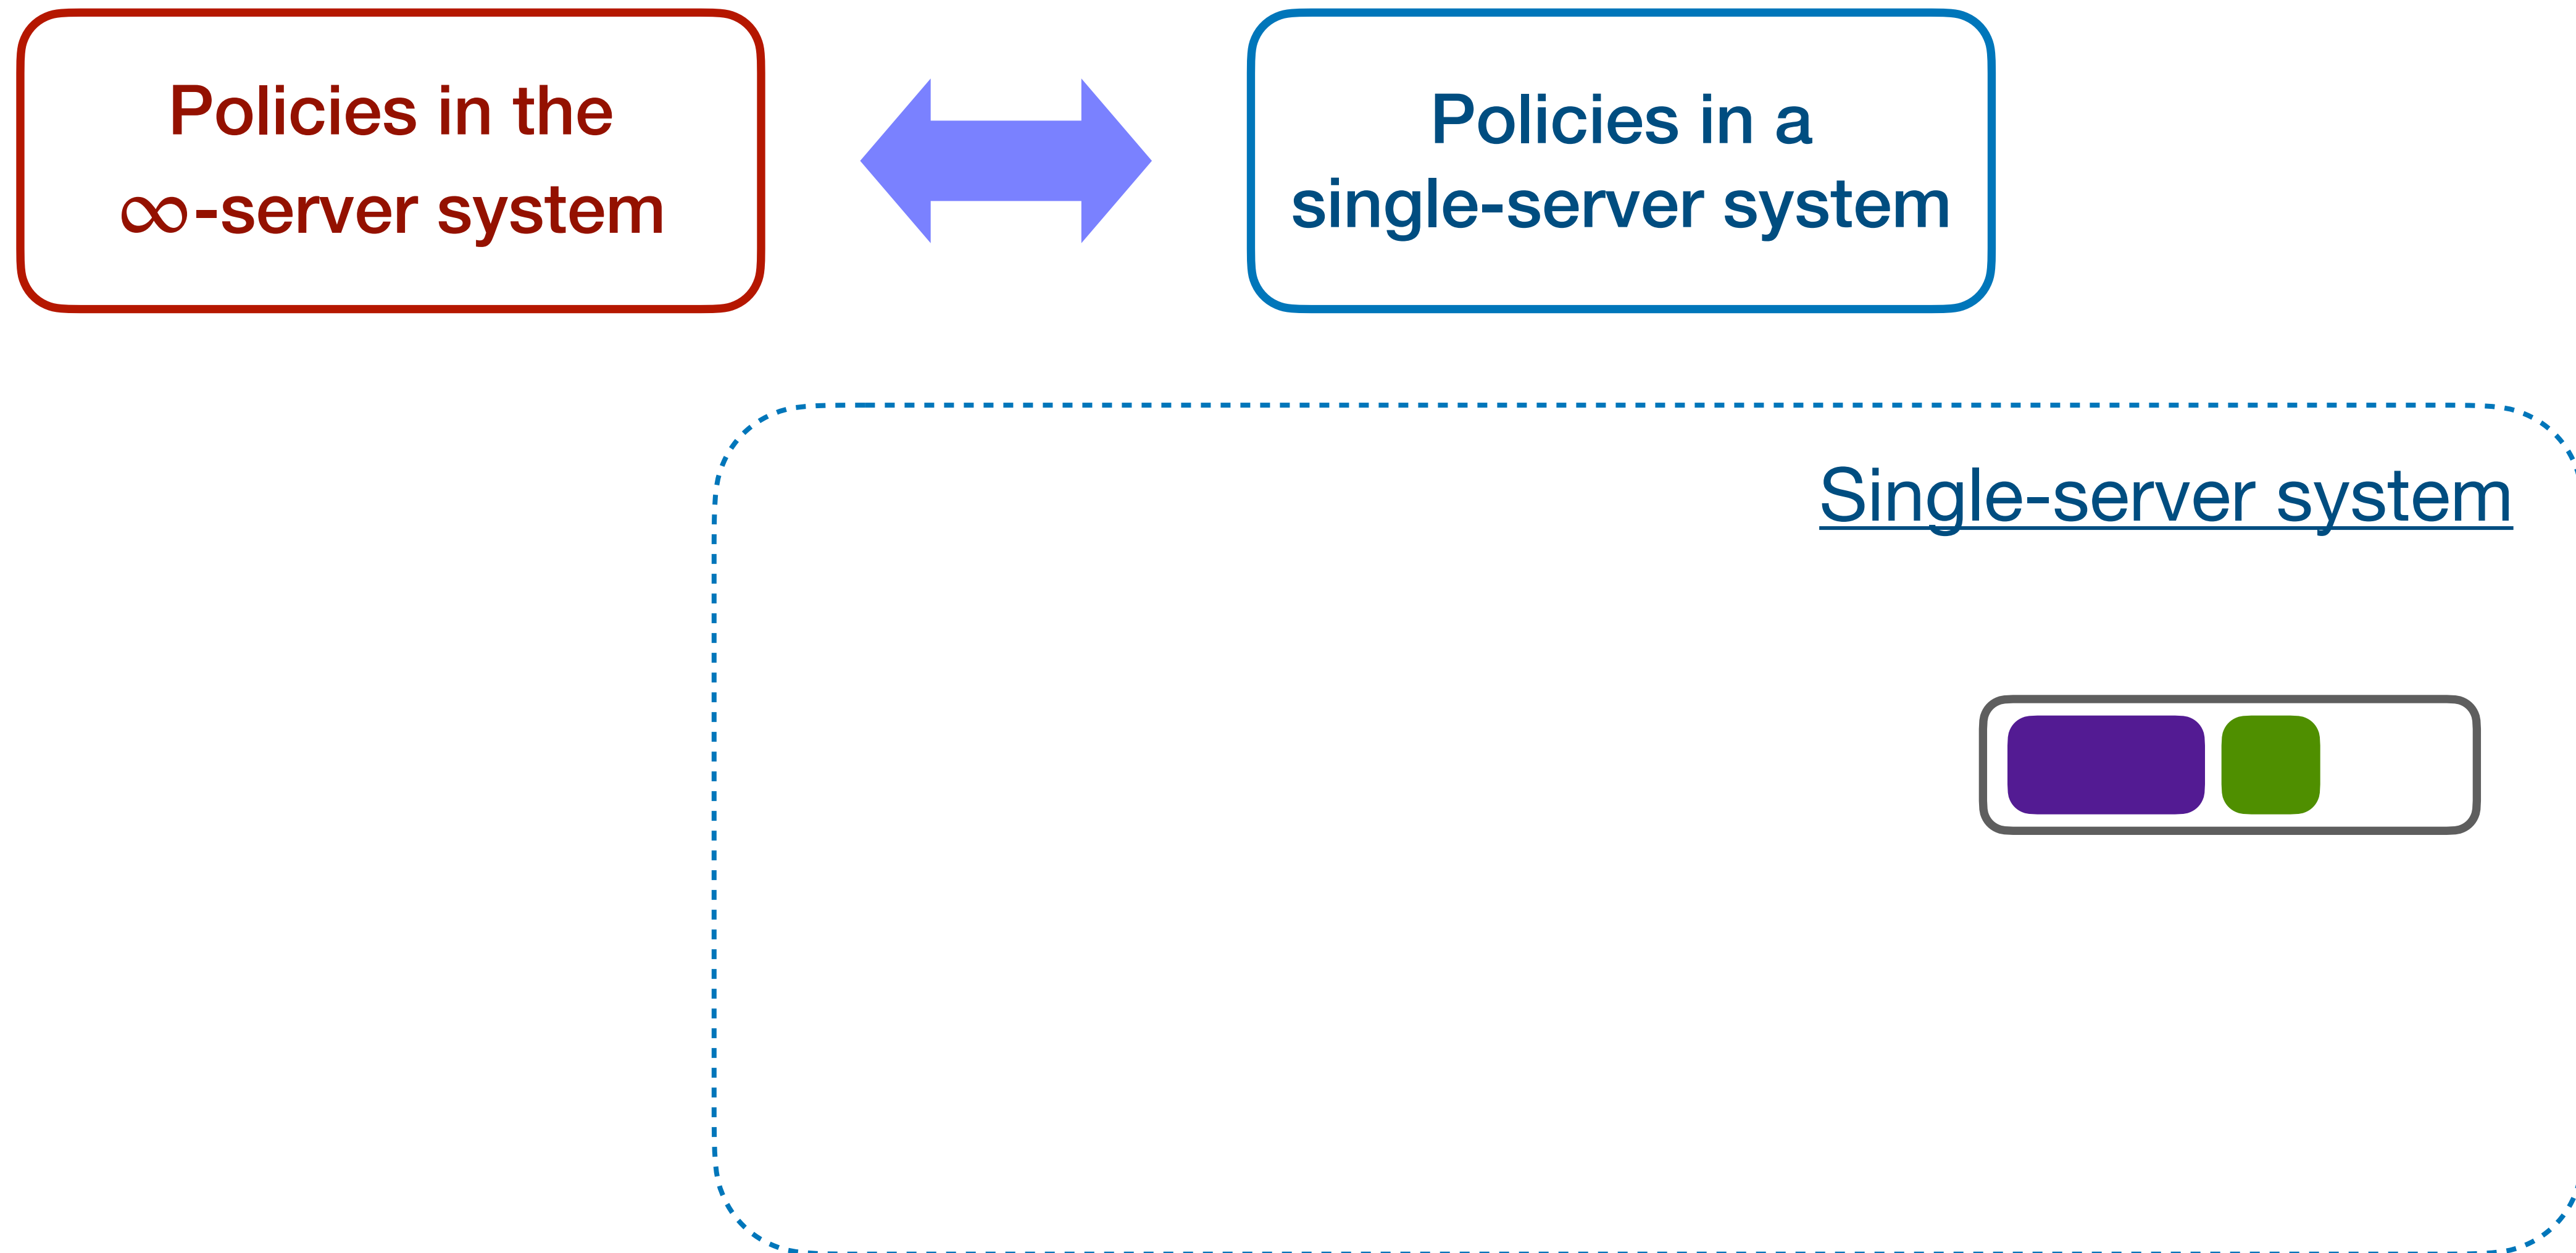 Policies in the
∞-server system
Policies in a
single-server system
Single-server system